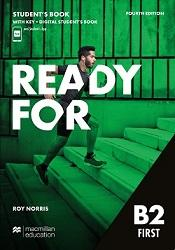 STUDENT'S BOOK
WITH KEY + DIGITAL STUDENT'S BOOK
FOURTH EDITION
READY
FOR
ROY NORRIS
macmillan
education
B2
FIRST